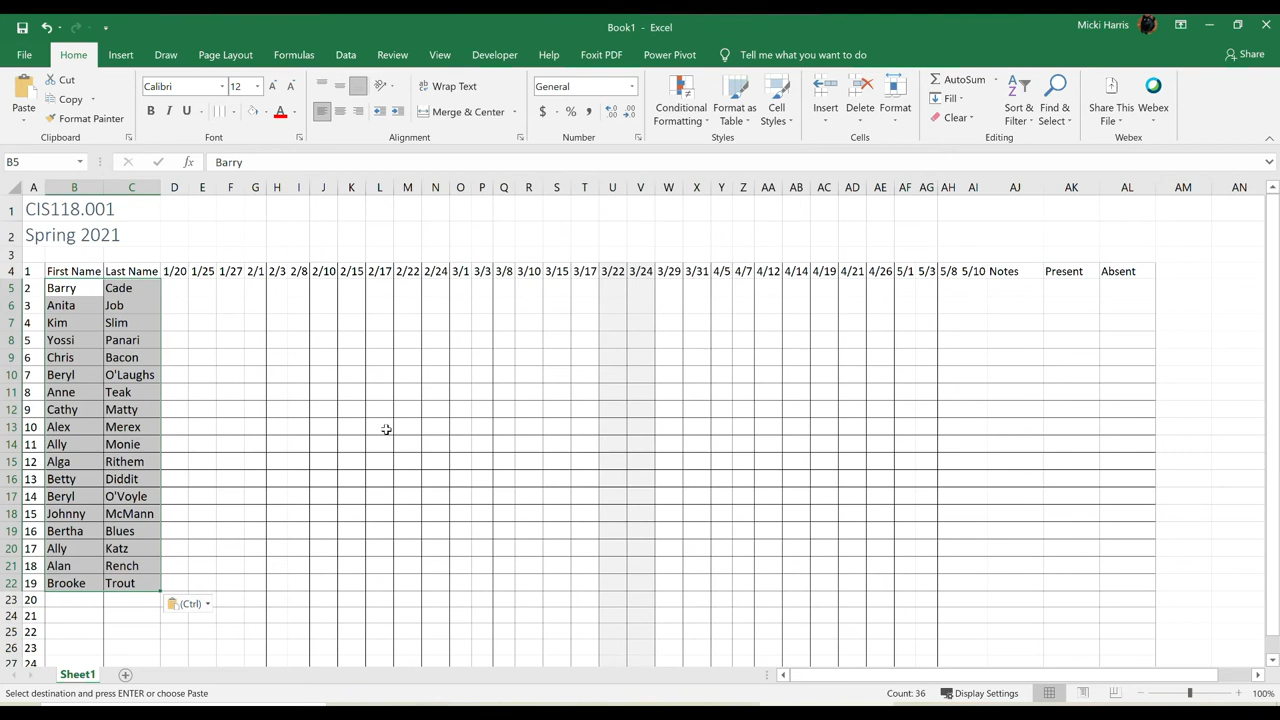 Book1 - Excel
Micki Harris
File Home Insert Draw Page Layout Formulas Data Review View Developer Help Foxit PDF Power Pivot Tell me what you want to do Share
Paste Cut Copy Format Painter Clipboard
Calibri 12 B I U A Font
Wrap Text Merge & Center Alignment
General $ % , Number
Conditional Formatting Format as Table Cell Styles Styles
Insert Delete Format Cells
AutoSum Fill Clear Sort & Filter Find & Select Editing
Share This File Webex Webex
B5 fx Barry
A B C D E F G H I J K L M N O P Q R S T U V W X Y Z AA AB AC AD AE AF AG AH AI AJ AK AL AM AN
1 CIS118.001
2 Spring 2021
3
4 1 First Name Last Name 1/20 1/25 1/27 2/1 2/3 2/8 2/10 2/15 2/17 2/22 2/24 3/1 3/3 3/8 3/10 3/15 3/17 3/22 3/24 3/29 3/31 4/5 4/7 4/12 4/14 4/19 4/21 4/26 5/1 5/3 5/8 5/10 Notes Present Absent
5 2 Barry Cade
6 3 Anita Job
7 4 Kim Slim
8 5 Yossi Panari
9 6 Chris Bacon
10 7 Beryl O'Laughs
11 8 Anne Teak
12 9 Cathy Matty
13 10 Alex Merex
14 11 Ally Monie
15 12 Alga Rithem
16 13 Betty Diddit
17 14 Beryl O'Voyle
18 15 Johnny McMann
19 16 Bertha Blues
20 17 Ally Katz
21 18 Alan Rench
22 19 Brooke Trout
23 20 (Ctrl)
24 21
25 22
26 23
27 24
Sheet1
Select destination and press ENTER or choose Paste Count: 36 Display Settings 100%